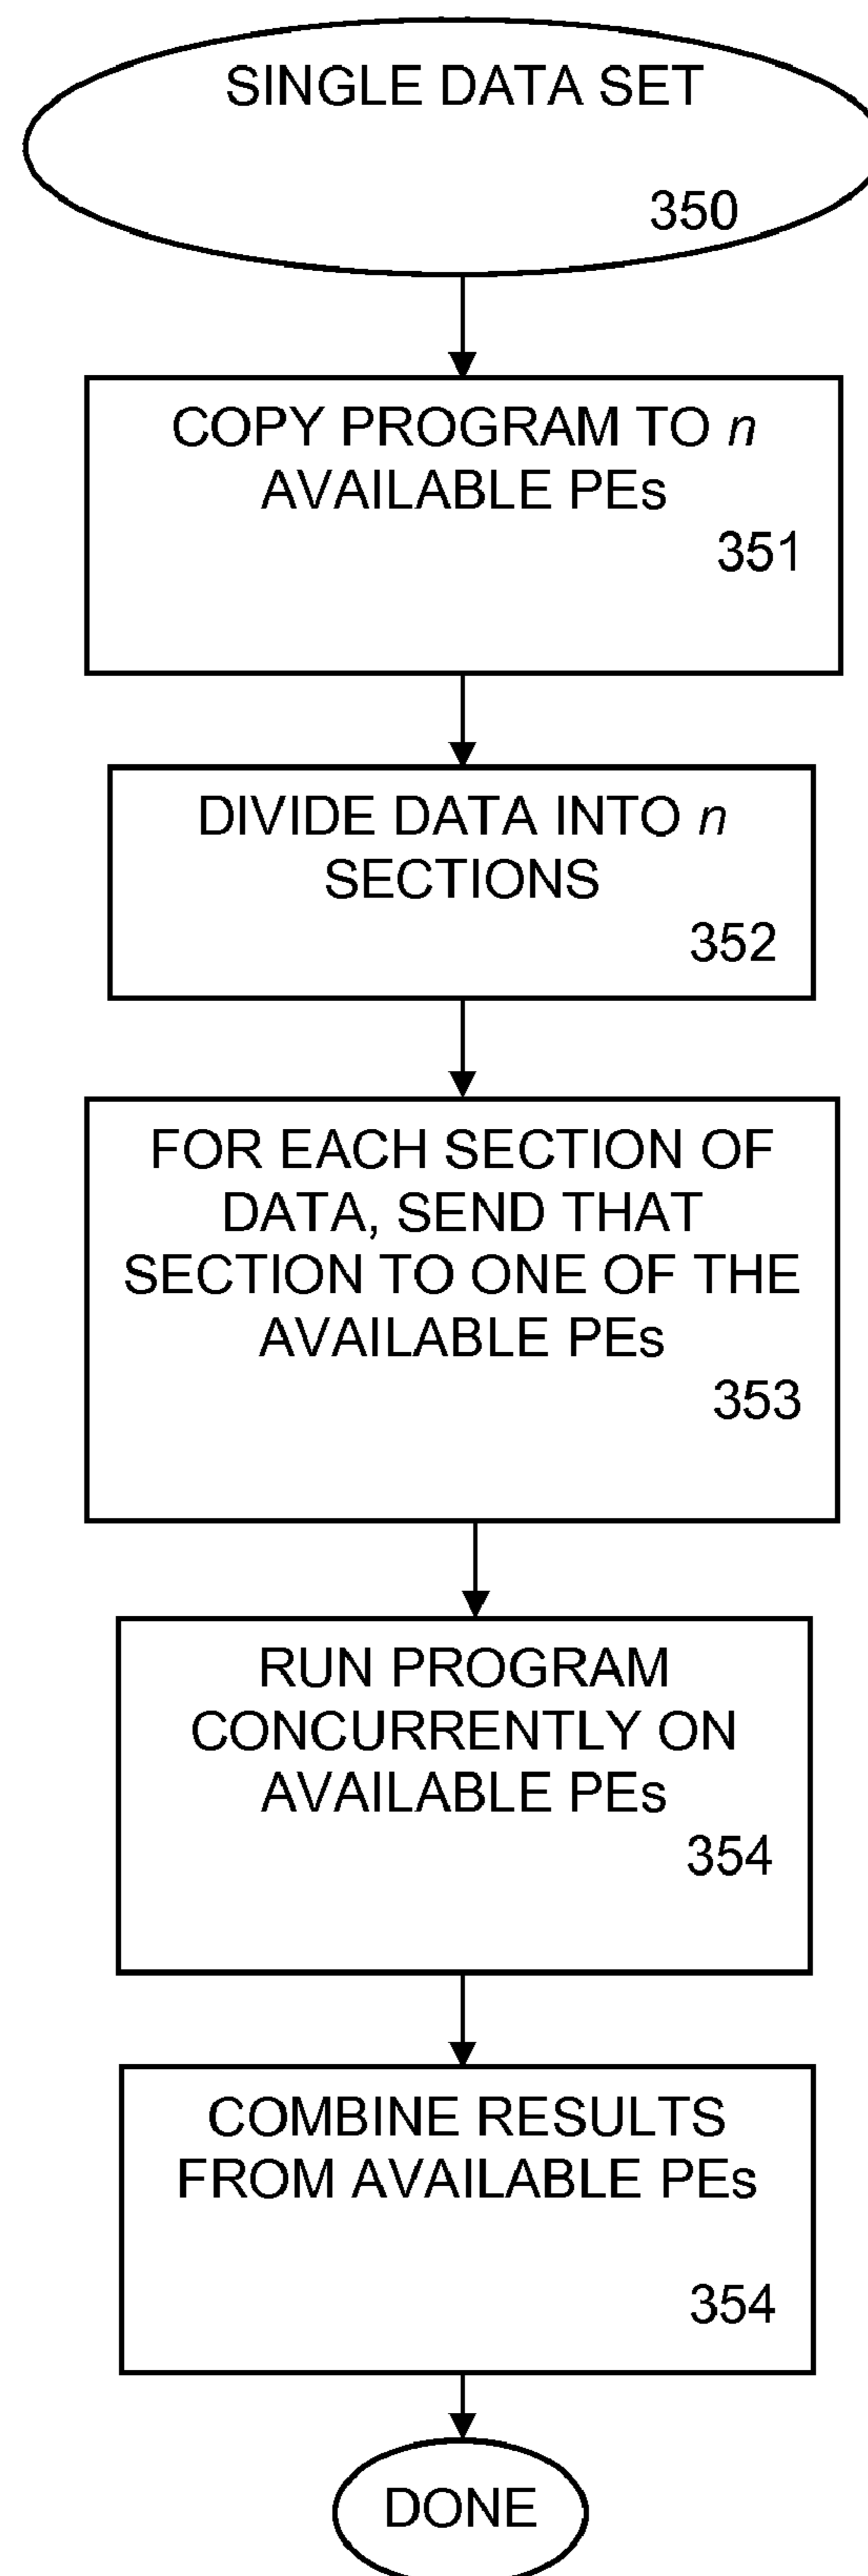 SINGLE DATA SET
350
COPY PROGRAM TO n
AVAILABLE PEs
351
DIVIDE DATA INTO n
SECTIONS
352
FOR EACH SECTION OF
DATA, SEND THAT
SECTION TO ONE OF THE
AVAILABLE PEs
353
RUN PROGRAM
CONCURRENTLY ON
AVAILABLE PEs
354
COMBINE RESULTS
FROM AVAILABLE PEs
354
DONE